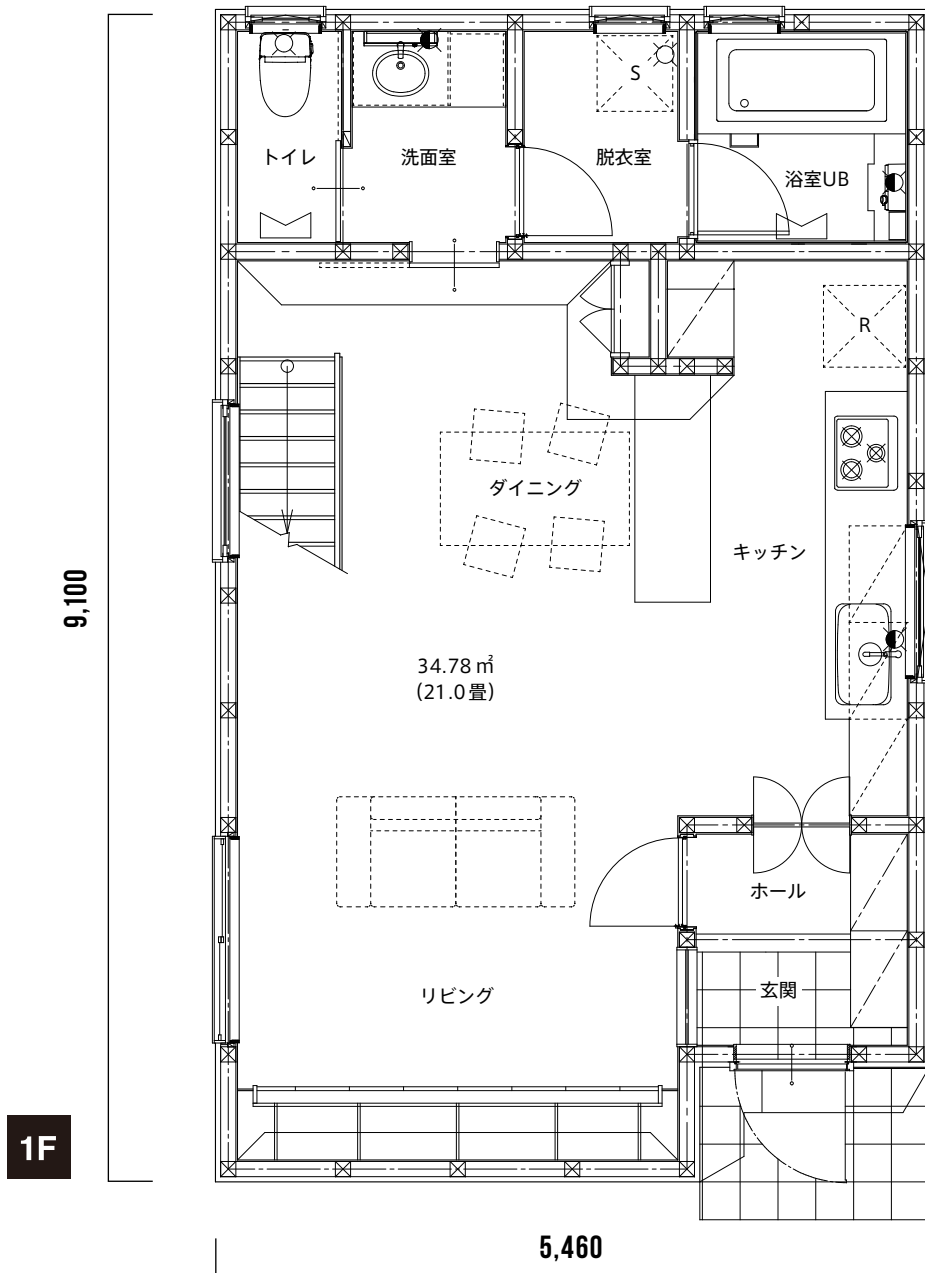 S
トイレ
洗面室
脱衣室
浴室UB
R
ダイニング
キッチン
9,100
34.78㎡
(21.0畳)
ホール
リビング
玄関
1F
5,460